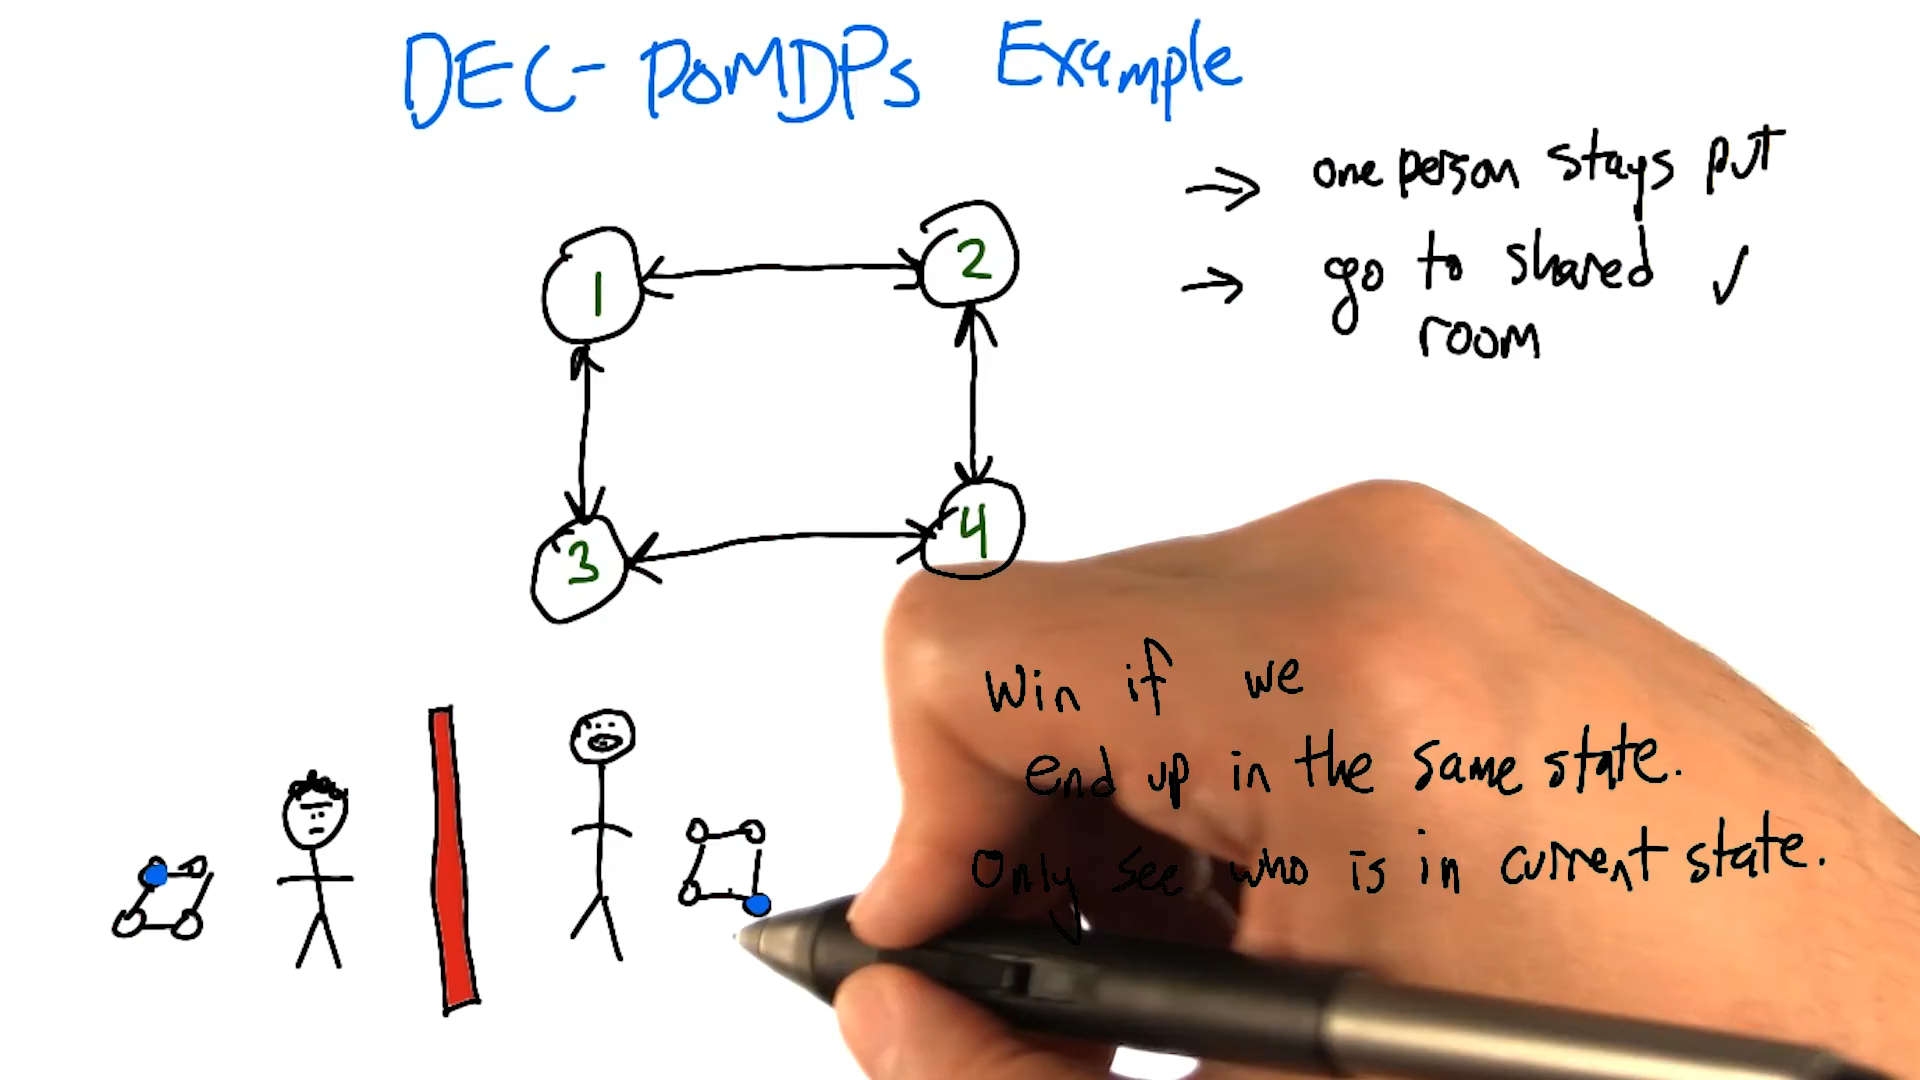 DEC-POMDPs Example
→ one person stays put
→ go to shared ✓
room
1
2
3
4
Win if we
end up in the same state.
Only see who is in current state.